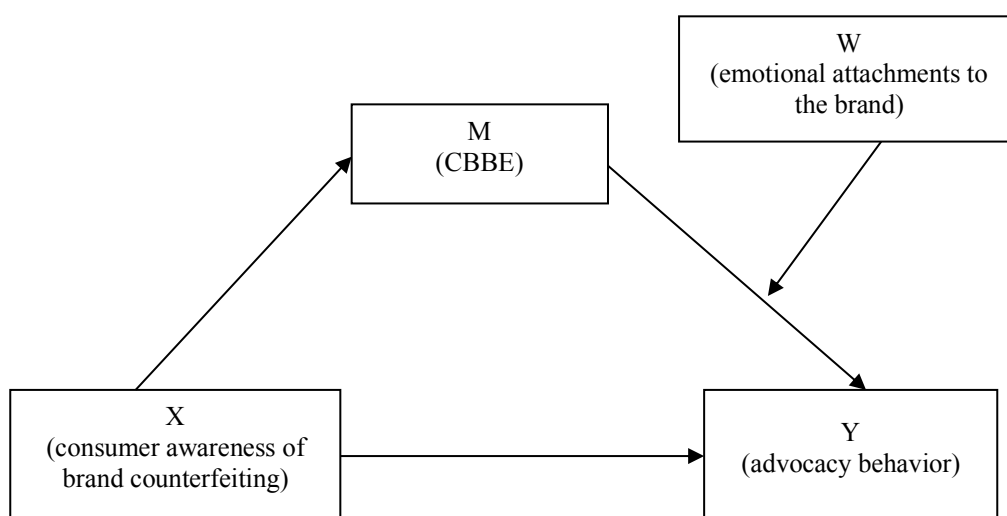 W
(emotional attachments to
the brand)
M
(CBBE)
X
(consumer awareness of
brand counterfeiting)
Y
(advocacy behavior)